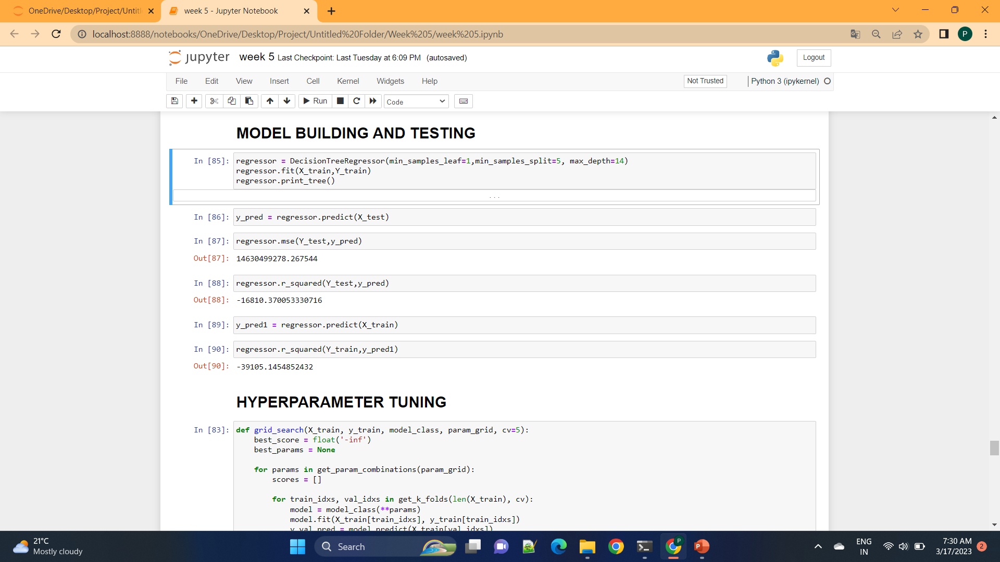 OneDrive/Desktop/Project/Untitl
week 5 - Jupyter Notebook
localhost:8888/notebooks/OneDrive/Desktop/Project/Untitled%20Folder/Week%205/week%205.ipynb
P
jupyter week 5 Last Checkpoint: Last Tuesday at 6:09 PM (autosaved)
Logout
File Edit View Insert Cell Kernel Widgets Help
Not Trusted
Python 3 (ipykernel)
Run
Code
MODEL BUILDING AND TESTING
In [85]: regressor = DecisionTreeRegressor(min_samples_leaf=1,min_samples_split=5, max_depth=14)
regressor.fit(X_train,Y_train)
regressor.print_tree()
...
In [86]: y_pred = regressor.predict(X_test)
In [87]: regressor.mse(Y_test,y_pred)
Out[87]: 14630499278.267544
In [88]: regressor.r_squared(Y_test,y_pred)
Out[88]: -16810.370053330716
In [89]: y_pred1 = regressor.predict(X_train)
In [90]: regressor.r_squared(Y_train,y_pred1)
Out[90]: -39105.1454852432
HYPERPARAMETER TUNING
In [83]: def grid_search(X_train, y_train, model_class, param_grid, cv=5):
best_score = float('-inf')
best_params = None
for params in get_param_combinations(param_grid):
scores = []
for train_idxs, val_idxs in get_k_folds(len(X_train), cv):
model = model_class(**params)
model.fit(X_train[train_idxs], y_train[train_idxs])
y_val_pred = model.predict(X_train[val_idxs])
21°C
Mostly cloudy
Search
P
P
ENG
IN
7:30 AM
3/17/2023
2